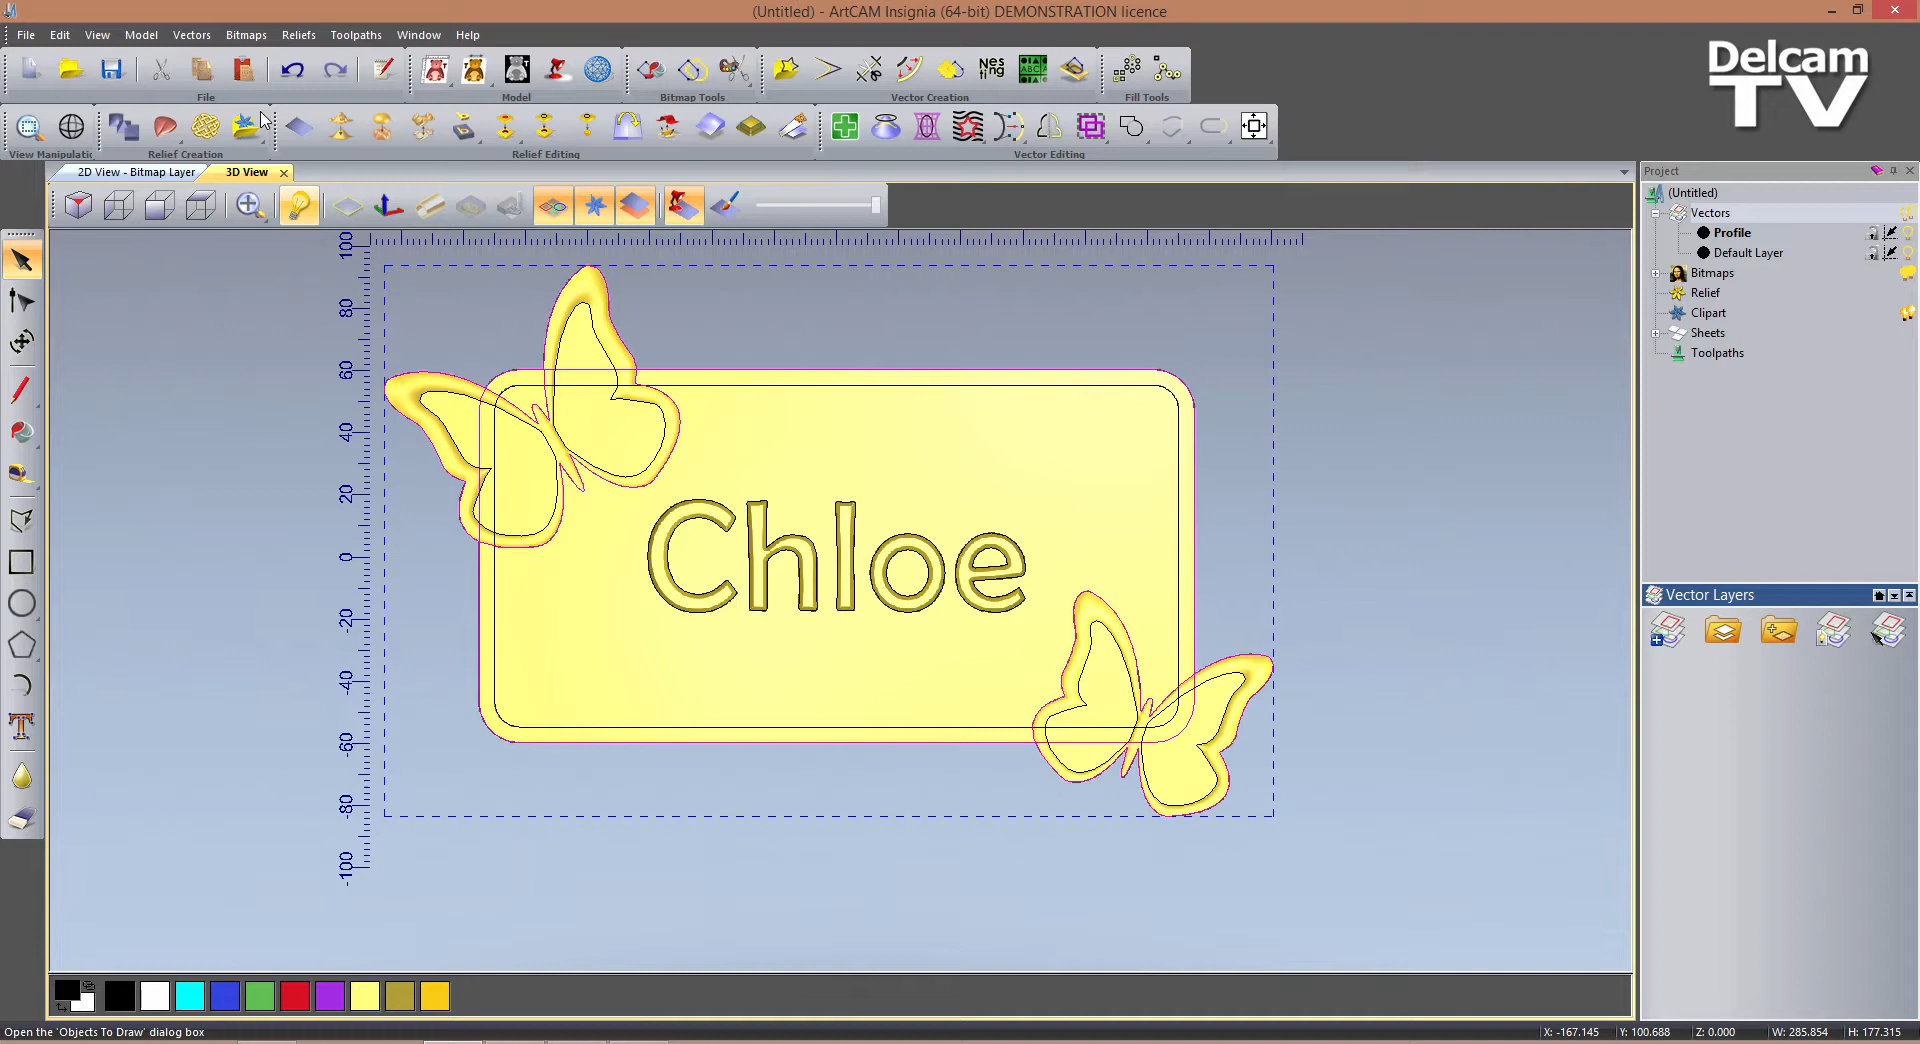 (Untitled) - ArtCAM Insignia (64-bit) DEMONSTRATION licence
File Edit View Model Vectors Bitmaps Reliefs Toolpaths Window Help
Delcam
TV
Nes
ting
ABC
File Model Bitmap Tools Vector Creation Fill Tools
View Manipulatio Relief Creation Relief Editing Vector Editing
2D View - Bitmap Layer 3D View
Project
(Untitled)
Vectors
Profile
Default Layer
Bitmaps
Relief
Clipart
Sheets
Toolpaths
100
80
60
40
20
0
-20
-40
-60
-80
-100
Chloe
Vector Layers
T
Open the 'Objects To Draw' dialog box
X: -167.145 Y: 100.688 Z: 0.000 W: 285.854 H: 177.315